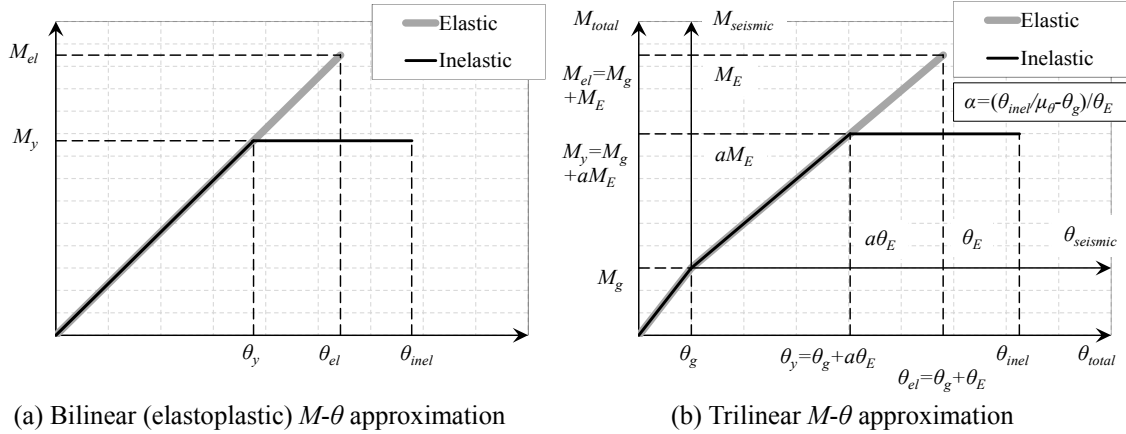 Elastic
Inelastic
M_el
M_y
θ_y
θ_el
θ_inel
(a) Bilinear (elastoplastic) M-θ approximation
M_total
M_seismic
Elastic
Inelastic
α=(θ_inel/μ_θ-θ_g)/θ_E
M_el=M_g
+M_E
M_E
M_y=M_g
+aM_E
aM_E
aθ_E
θ_E
θ_seismic
M_g
θ_g
θ_y=θ_g+aθ_E
θ_inel
θ_total
θ_el=θ_g+θ_E
(b) Trilinear M-θ approximation